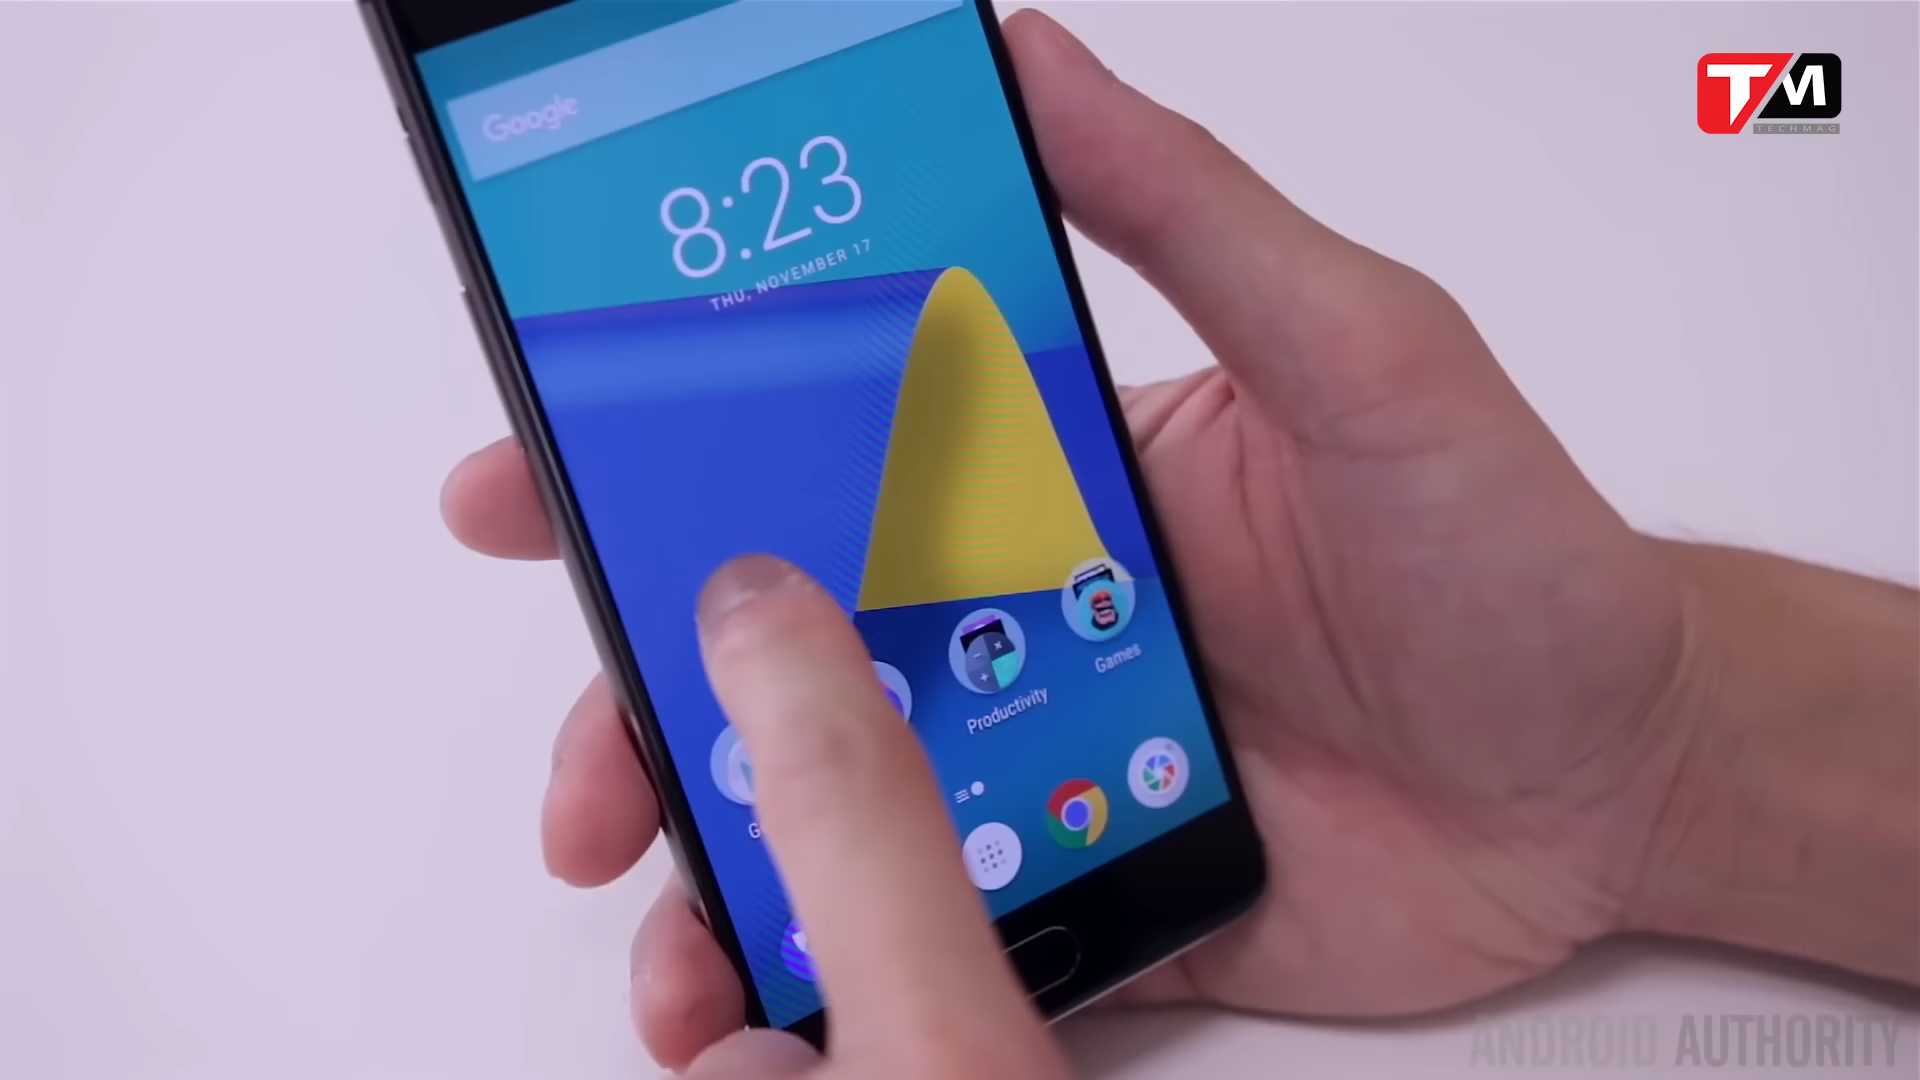 TM
TECHMAG
Google
8:23
THU, NOVEMBER 17
Games
Productivity
ANDROID AUTHORITY